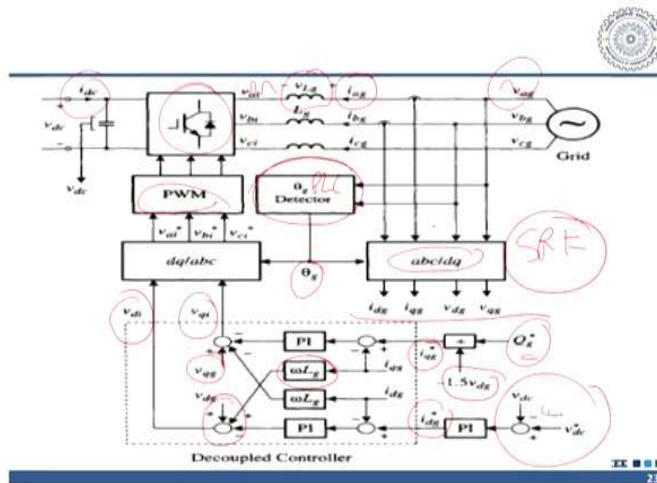 i_dc v_ai v_Lg i_ag v_ag
v_dc v_bi L_g i_bg v_bg
v_ci i_cg v_cg
Grid
v_dc
PWM θ_g PLL
Detector
v_ai* v_bi* v_ci*
dq/abc θ_g abc/dq SRF
i_dg i_qg v_dg v_qg
v_di v_qi
PI i_qg* ÷ Q_g*
v_qg ωL_g i_qg -1.5v_dg
v_dg ωL_g i_dg v_dc
PI i_dg* PI v_dc*
Decoupled Controller